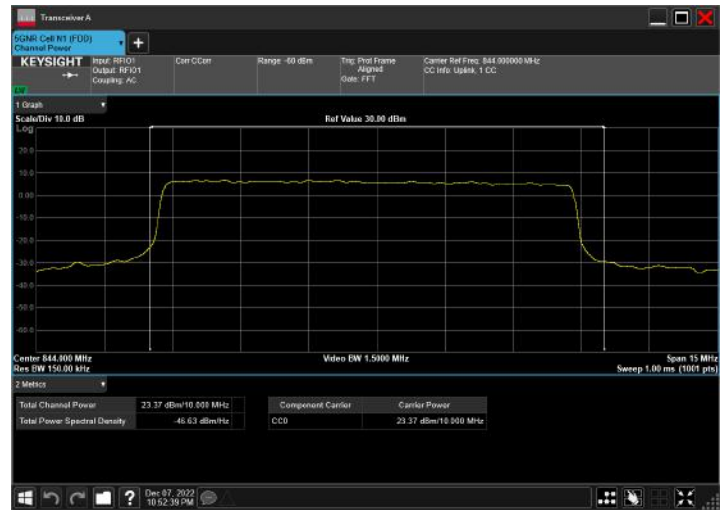 Transceiver A
5GNR Cell N1 (FDD)
Channel Power
KEYSIGHT
Input: RFIO1
Output: RFIO1
Coupling: AC
Corr CCorr
Range -60 dBm
Trig: Prot Frame
Aligned
Gate: FFT
Carrier Ref Freq: 844.000000 MHz
CC Info: Uplink, 1 CC
1 Graph
Scale/Div 10.0 dB
Ref Value 30.00 dBm
Log
20.0
10.0
0.00
-10.0
-20.0
-30.0
-40.0
-50.0
-60.0
Center 844.000 MHz
Video BW 1.5000 MHz
Span 15 MHz
Res BW 150.00 kHz
Sweep 1.00 ms (1001 pts)
2 Metrics
Total Channel Power 23.37 dBm/10.000 MHz
Total Power Spectral Density -46.63 dBm/Hz
Component Carrier Carrier Power
CC0 23.37 dBm/10.000 MHz
? Dec 07, 2022
10:52:39 PM